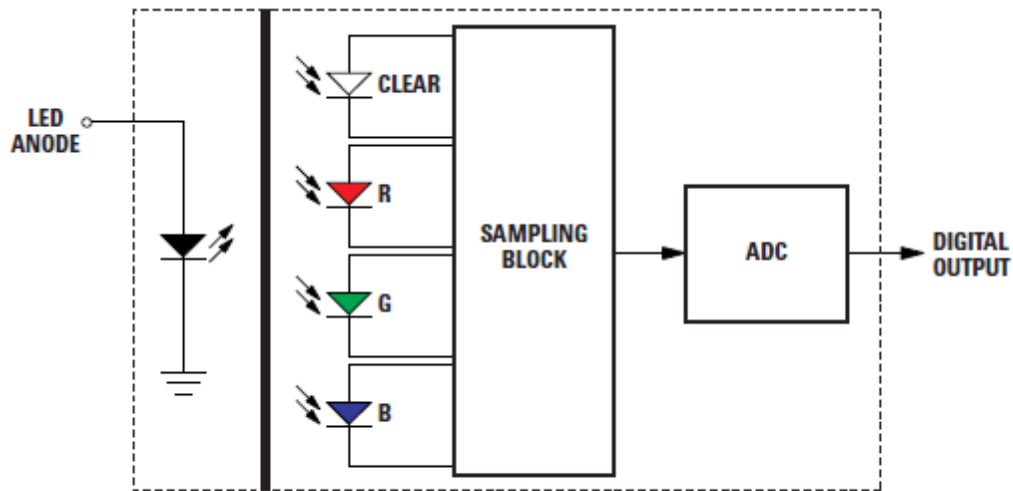 LED
ANODE
CLEAR
R
G
B
SAMPLING
BLOCK
ADC
DIGITAL
OUTPUT